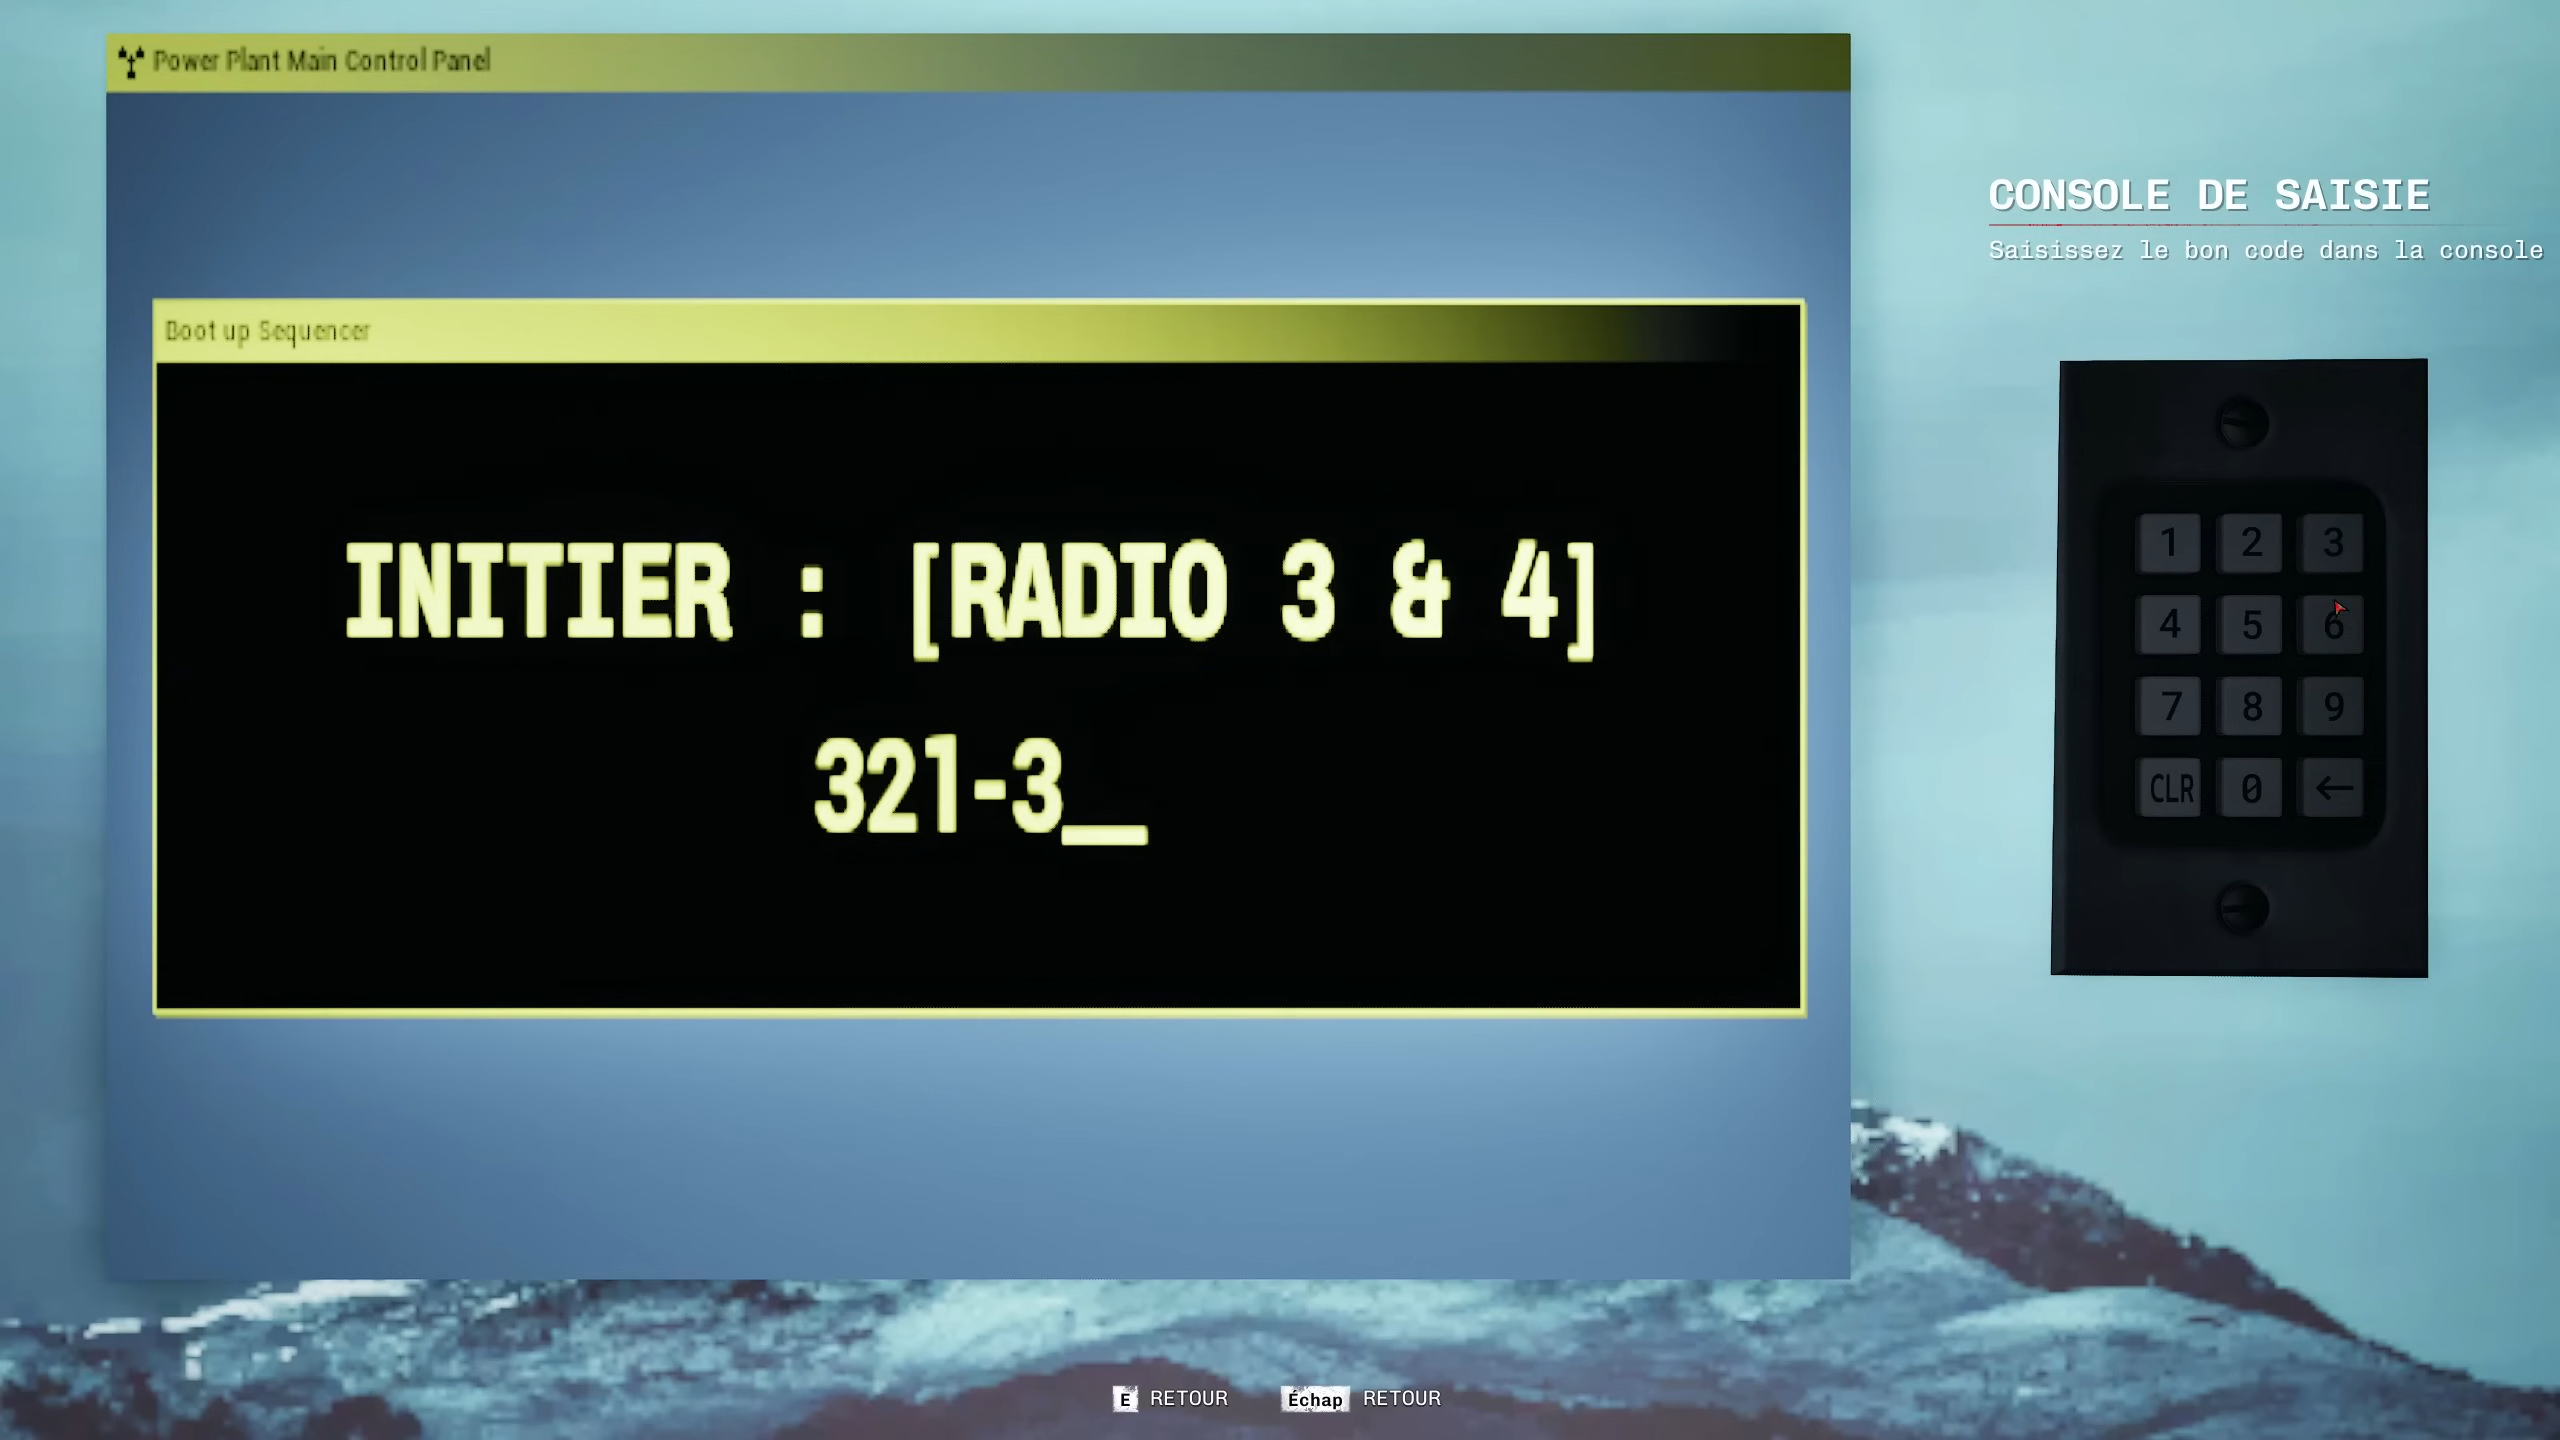 Power Plant Main Control Panel
CONSOLE DE SAISIE
Saisissez le bon code dans la console
Boot up Sequencer
INITIER : [RADIO 3 & 4]
321-3_
1 2 3
4 5 6
7 8 9
CLR 0 ←
E RETOUR Échap RETOUR